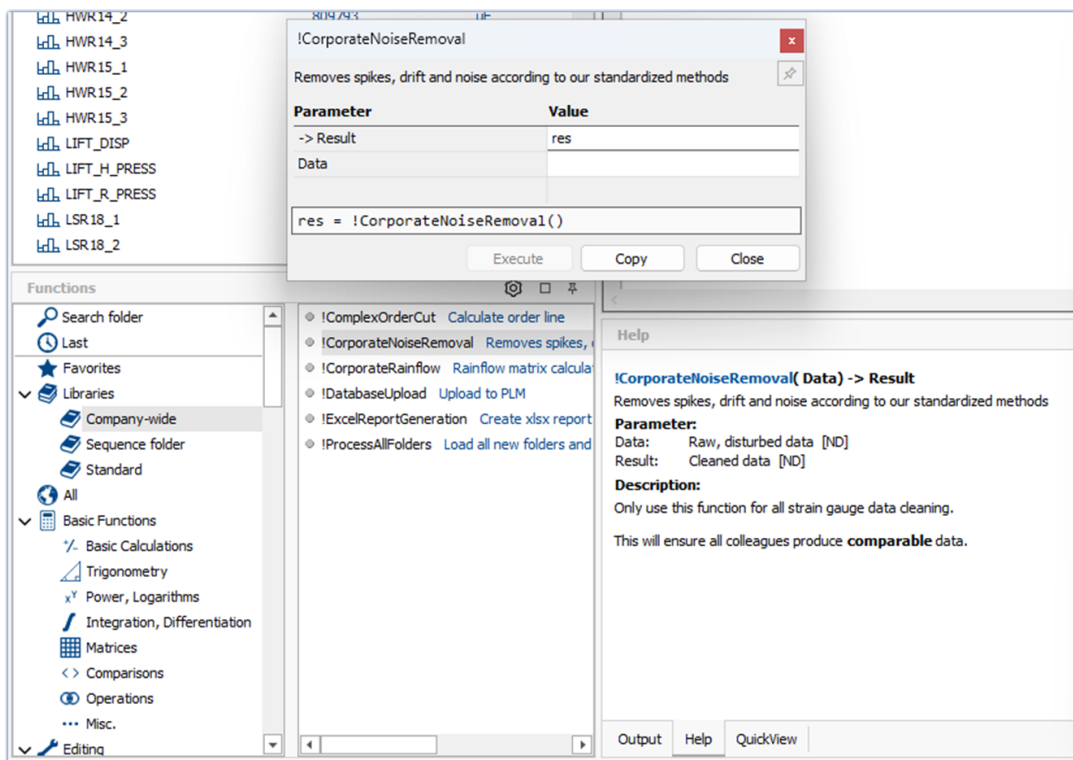 HWR14_2 809793 µE
HWR14_3
HWR15_1
HWR15_2
HWR15_3
LIFT_DISP
LIFT_H_PRESS
LIFT_R_PRESS
LSR18_1
LSR18_2
!CorporateNoiseRemoval
x
Removes spikes, drift and noise according to our standardized methods
Parameter Value
-> Result res
Data
res = !CorporateNoiseRemoval()
Execute Copy Close
Functions
Search folder
Last
Favorites
Libraries
Company-wide
Sequence folder
Standard
All
Basic Functions
Basic Calculations
Trigonometry
Power, Logarithms
Integration, Differentiation
Matrices
Comparisons
Operations
Misc.
Editing
!ComplexOrderCut Calculate order line
!CorporateNoiseRemoval Removes spikes,
!CorporateRainflow Rainflow matrix calcula
!DatabaseUpload Upload to PLM
!ExcelReportGeneration Create xlsx report
!ProcessAllFolders Load all new folders and
Help
!CorporateNoiseRemoval( Data) -> Result
Removes spikes, drift and noise according to our standardized methods
Parameter:
Data: Raw, disturbed data [ND]
Result: Cleaned data [ND]
Description:
Only use this function for all strain gauge data cleaning.
This will ensure all colleagues produce comparable data.
Output Help QuickView